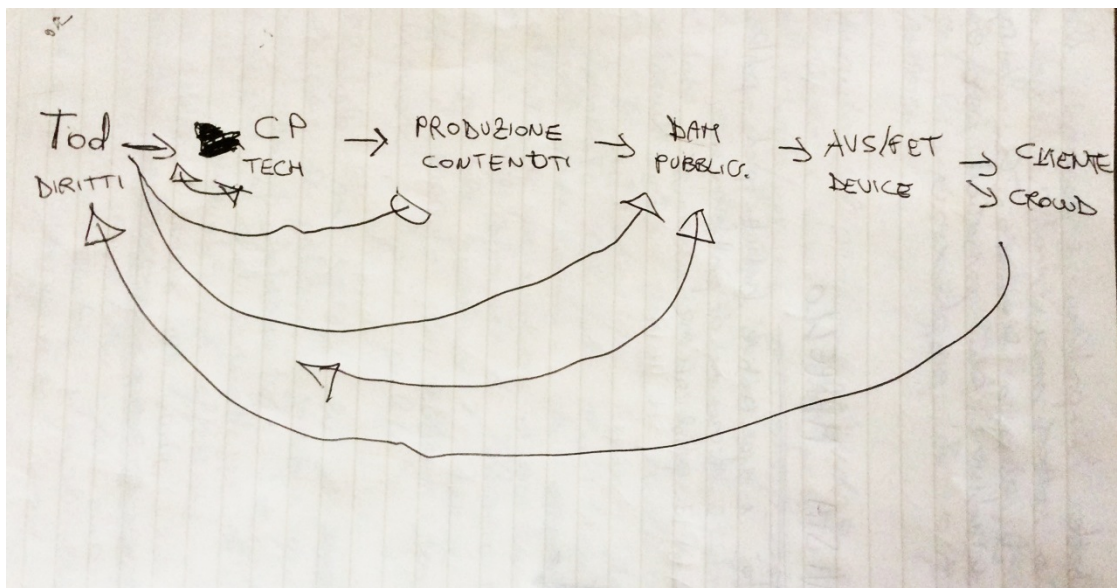 Tod → CP → PRODUZIONE → DAM → AVS/FET → CLIENTE
DIRITTI TECH CONTENUTI PUBBLIC. DEVICE → CROWD